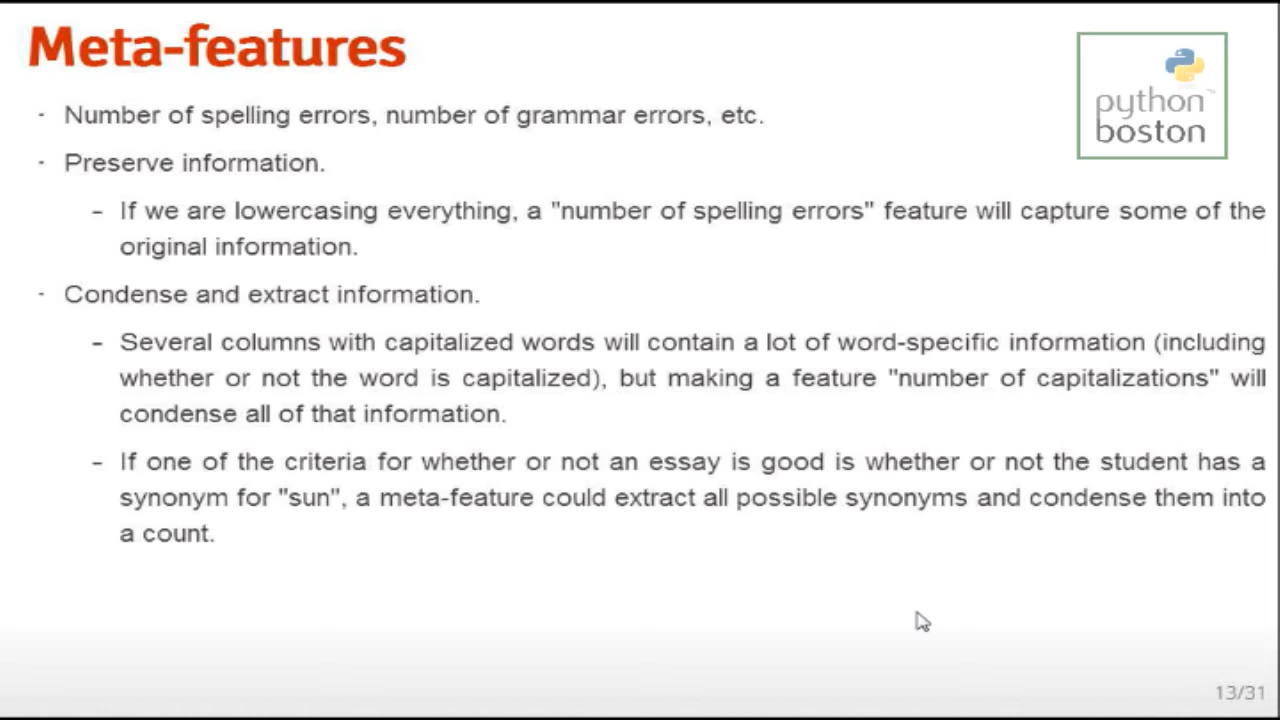 Meta-features
python™
boston
- Number of spelling errors, number of grammar errors, etc.
- Preserve information.
- If we are lowercasing everything, a "number of spelling errors" feature will capture some of the
original information.
- Condense and extract information.
- Several columns with capitalized words will contain a lot of word-specific information (including
whether or not the word is capitalized), but making a feature "number of capitalizations" will
condense all of that information.
- If one of the criteria for whether or not an essay is good is whether or not the student has a
synonym for "sun", a meta-feature could extract all possible synonyms and condense them into
a count.
13/31